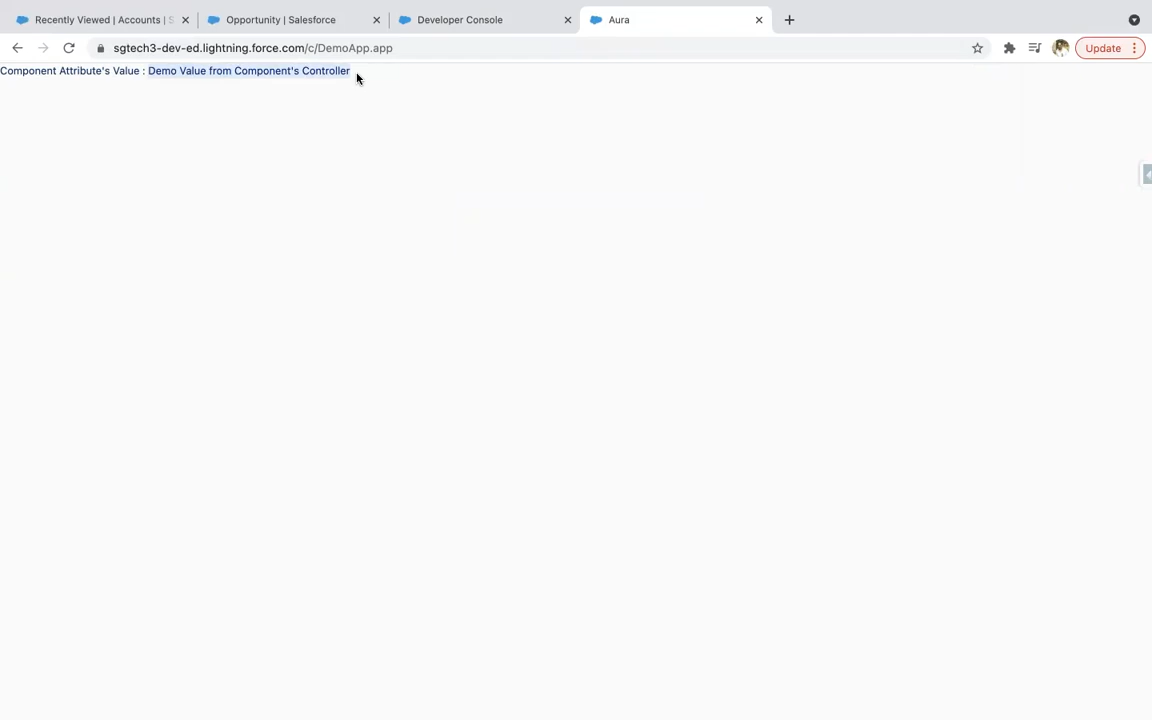 Recently Viewed | Accounts | S
Opportunity | Salesforce
Developer Console
Aura
sgtech3-dev-ed.lightning.force.com/c/DemoApp.app
Update
Component Attribute's Value : Demo Value from Component's Controller